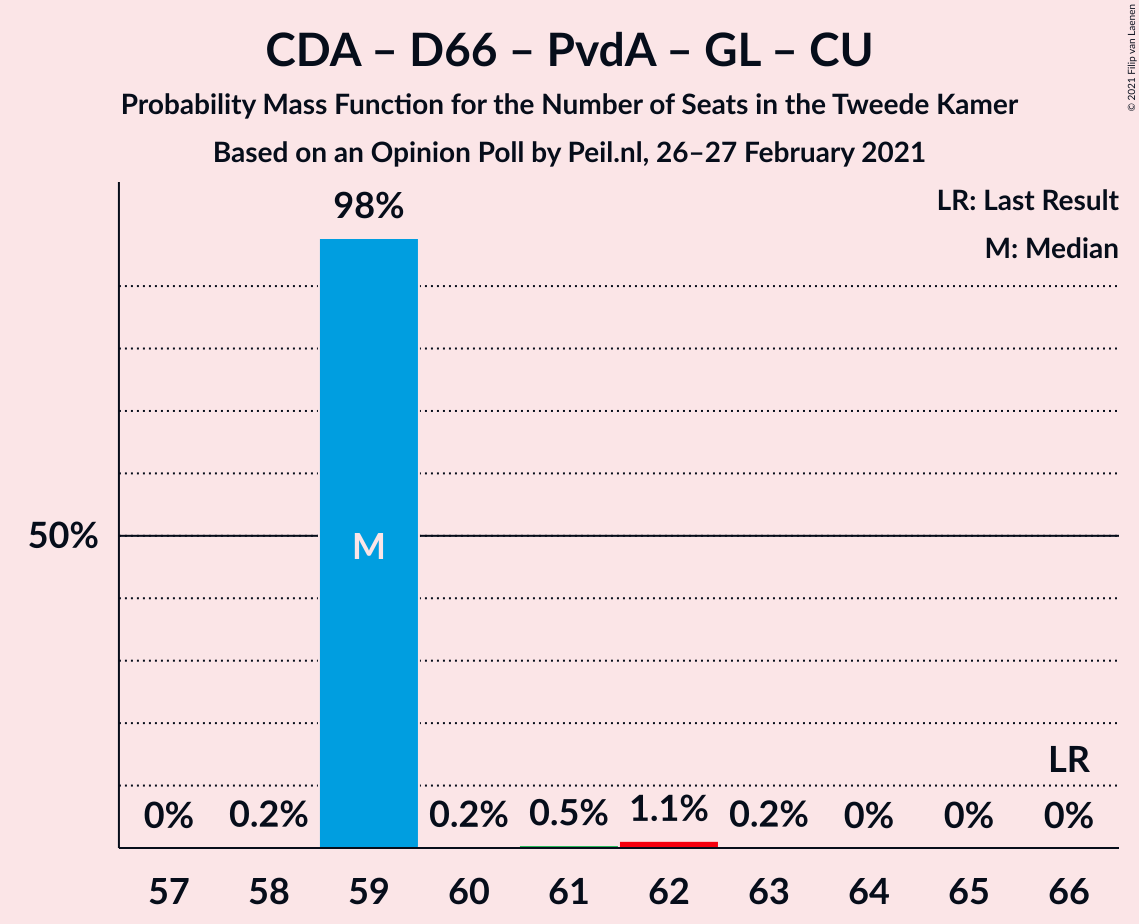 CDA – D66 – PvdA – GL – CU
Probability Mass Function for the Number of Seats in the Tweede Kamer
Based on an Opinion Poll by Peil.nl, 26–27 February 2021
© 2021 Filip van Laenen
LR: Last Result
M: Median
98%
50%
M
LR
0% 0.2% 0.2% 0.5% 1.1% 0.2% 0% 0% 0%
57 58 59 60 61 62 63 64 65 66